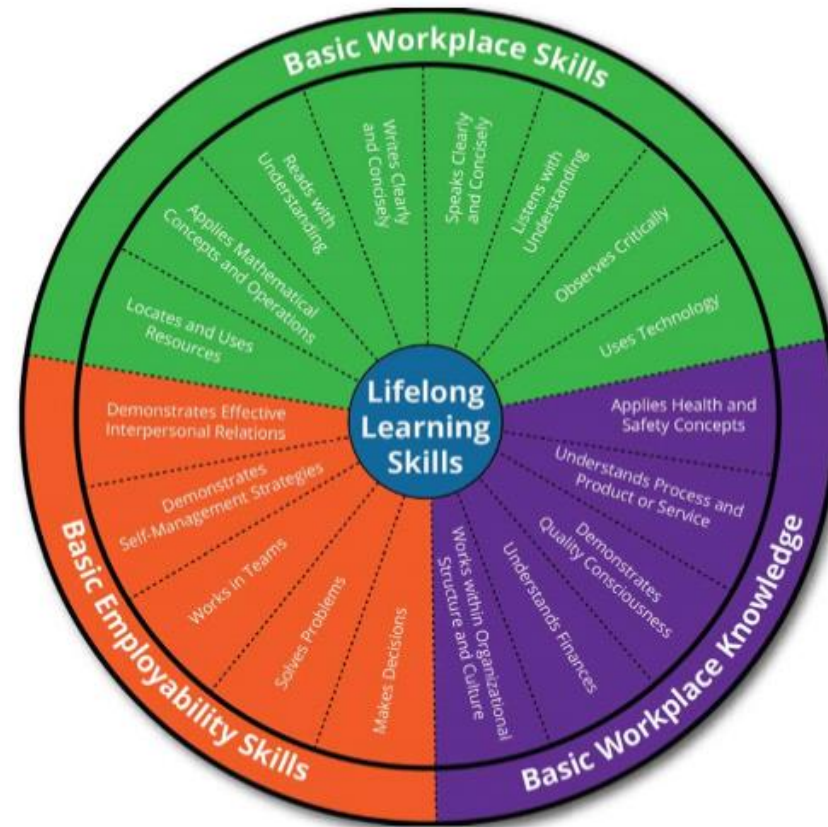 Basic Workplace Skills
Locates and Uses
Resources
Applies Mathematical
Concepts and Operations
Reads with
Understanding
Writes Clearly
and Concisely
Speaks Clearly
and Concisely
Listens with
Understanding
Observes Critically
Uses Technology
Lifelong
Learning
Skills
Basic Workplace Knowledge
Applies Health and
Safety Concepts
Understands Process and
Product or Service
Demonstrates
Quality Consciousness
Understands Finances
Works within Organizational
Structure and Culture
Basic Employability Skills
Demonstrates Effective
Interpersonal Relations
Demonstrates
Self-Management Strategies
Works in Teams
Solves Problems
Makes Decisions